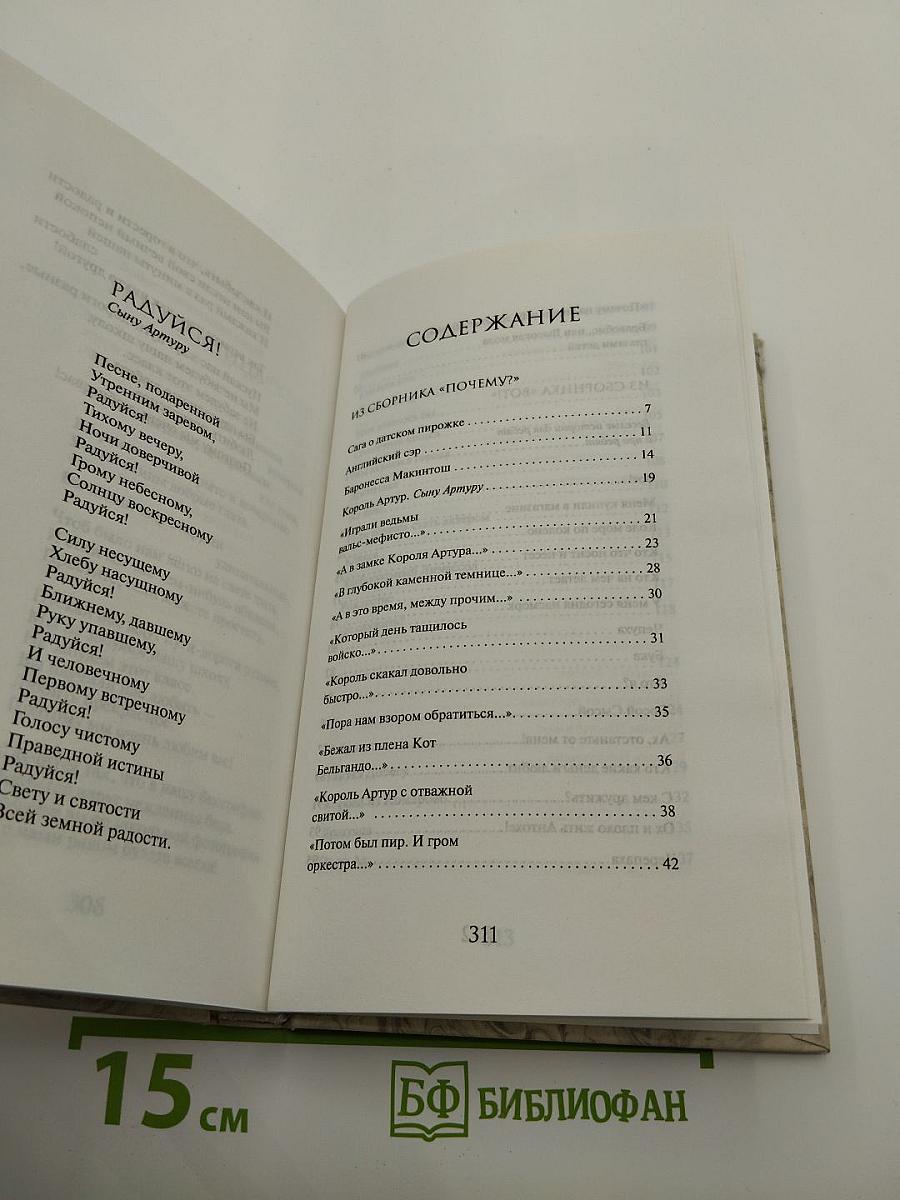 РАДУЙСЯ!
Сыну Артуру
Песне, подаренной
Утренним заревом,
Радуйся!
Тихому вечеру,
Ночи доверчивой
Радуйся!
Грому небесному,
Солнцу воскресному
Радуйся!
Силу несущему
Хлебу насущному
Радуйся!
Ближнему, давшему
Руку упавшему,
Радуйся!
И человечному
Первому встречному
Радуйся!
Голосу чистому
Праведной истины
Радуйся!
Свету и святости
Всей земной радости.
СОДЕРЖАНИЕ
ИЗ СБОРНИКА «ПОЧЕМУ?»
Сага о датском пирожке . . . . . . . . . . . . . . . . . . . . . 7
Английский сэр . . . . . . . . . . . . . . . . . . . . . . . . . . 11
Баронесса Макинтош . . . . . . . . . . . . . . . . . . . . . . 14
Король Артур. Сыну Артуру . . . . . . . . . . . . . . . . . . 19
«Играли ведьмы
вальс-мефисто...» . . . . . . . . . . . . . . . . . . . . . . . . 21
«А в замке Короля Артура...» . . . . . . . . . . . . . . . . . 23
«В глубокой каменной темнице...» . . . . . . . . . . . . . 28
«А в это время, между прочим...» . . . . . . . . . . . . . . 30
«Который день тащилось
войско...» . . . . . . . . . . . . . . . . . . . . . . . . . . . . . . 31
«Король скакал довольно
быстро...» . . . . . . . . . . . . . . . . . . . . . . . . . . . . . . 33
«Пора нам взором обратиться...» . . . . . . . . . . . . . . 35
«Бежал из плена Кот
Бельгандо...» . . . . . . . . . . . . . . . . . . . . . . . . . . . . 36
«Король Артур с отважной
свитой...» . . . . . . . . . . . . . . . . . . . . . . . . . . . . . . 38
«Потом был пир. И гром
оркестра...» . . . . . . . . . . . . . . . . . . . . . . . . . . . . . 42
311
15 см
БФ БИБЛИОФАН